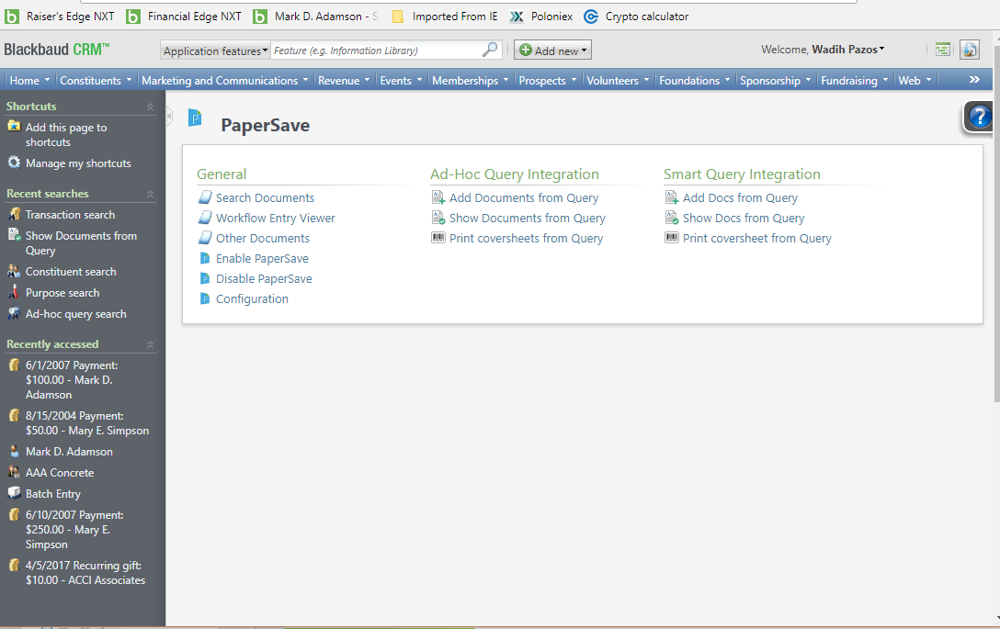 Raiser's Edge NXT Financial Edge NXT Mark D. Adamson - S Imported From IE Poloniex Crypto calculator
Blackbaud CRM™ Application features Feature (e.g. Information Library) Add new Welcome, Wadih Pazos
Home Constituents Marketing and Communications Revenue Events Memberships Prospects Volunteers Foundations Sponsorship Fundraising Web »
Shortcuts
Add this page to
shortcuts
Manage my shortcuts
Recent searches
Transaction search
Show Documents from
Query
Constituent search
Purpose search
Ad-hoc query search
Recently accessed
6/1/2007 Payment:
$100.00 - Mark D.
Adamson
8/15/2004 Payment:
$50.00 - Mary E. Simpson
Mark D. Adamson
AAA Concrete
Batch Entry
6/10/2007 Payment:
$250.00 - Mary E.
Simpson
4/5/2017 Recurring gift:
$10.00 - ACCI Associates
PaperSave
?
General
Search Documents
Workflow Entry Viewer
Other Documents
Enable PaperSave
Disable PaperSave
Configuration
Ad-Hoc Query Integration
Add Documents from Query
Show Documents from Query
Print coversheets from Query
Smart Query Integration
Add Docs from Query
Show Docs from Query
Print coversheet from Query